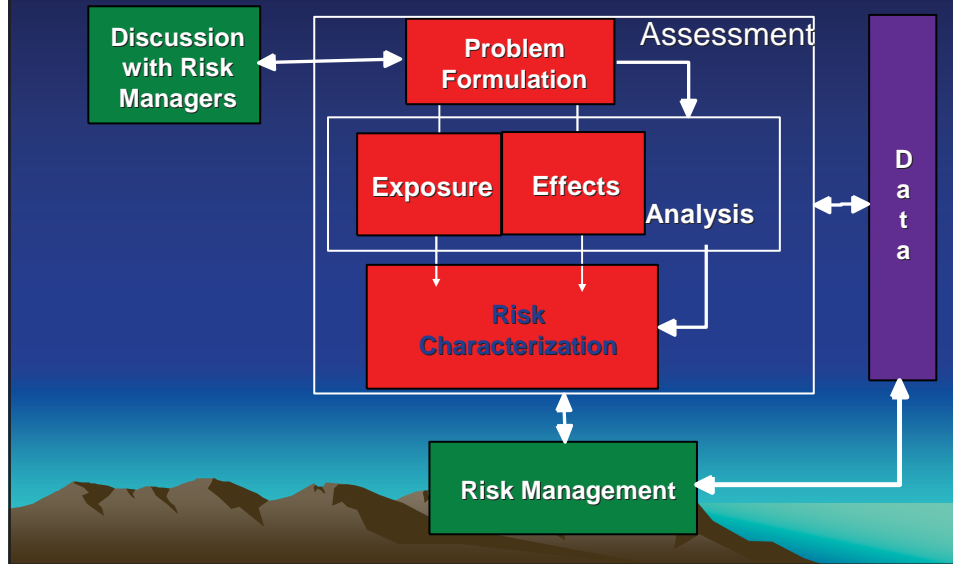 Discussion
with Risk
Managers
Assessment
Problem
Formulation
Exposure
Effects
Analysis
Risk
Characterization
Risk Management
D
a
t
a